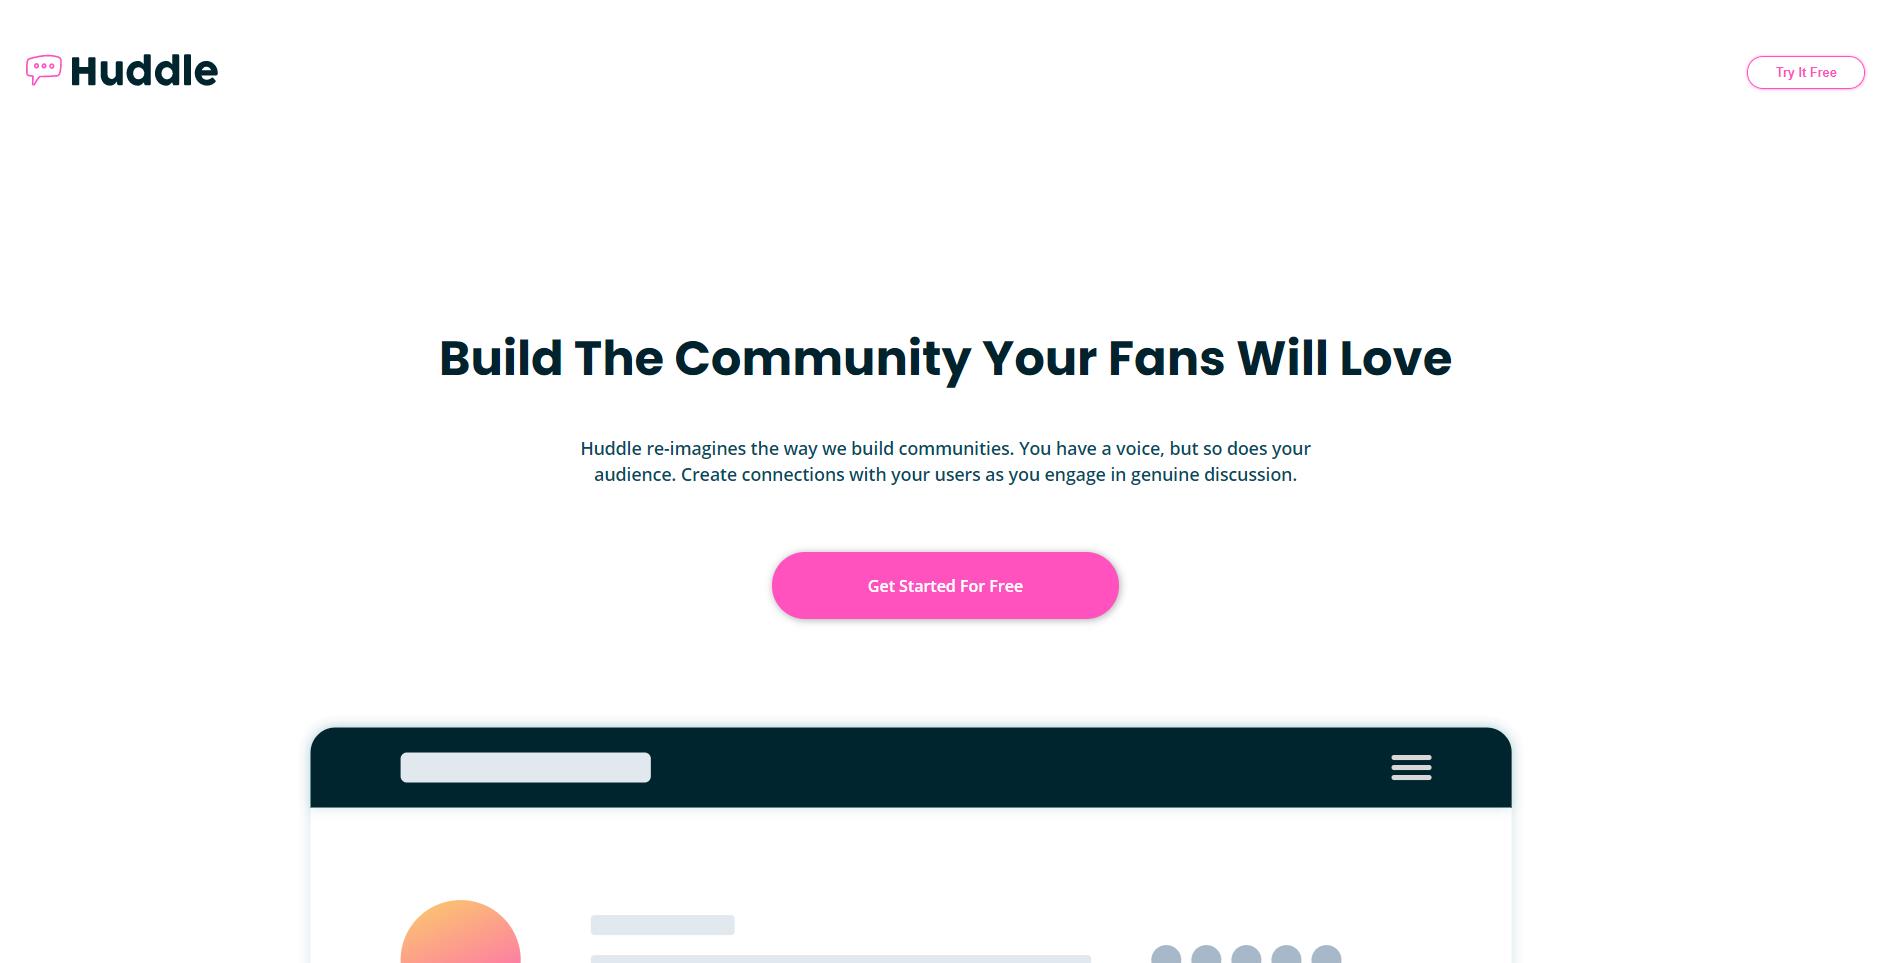 Huddle
Try It Free
Build The Community Your Fans Will Love
Huddle re-imagines the way we build communities. You have a voice, but so does your
audience. Create connections with your users as you engage in genuine discussion.
Get Started For Free